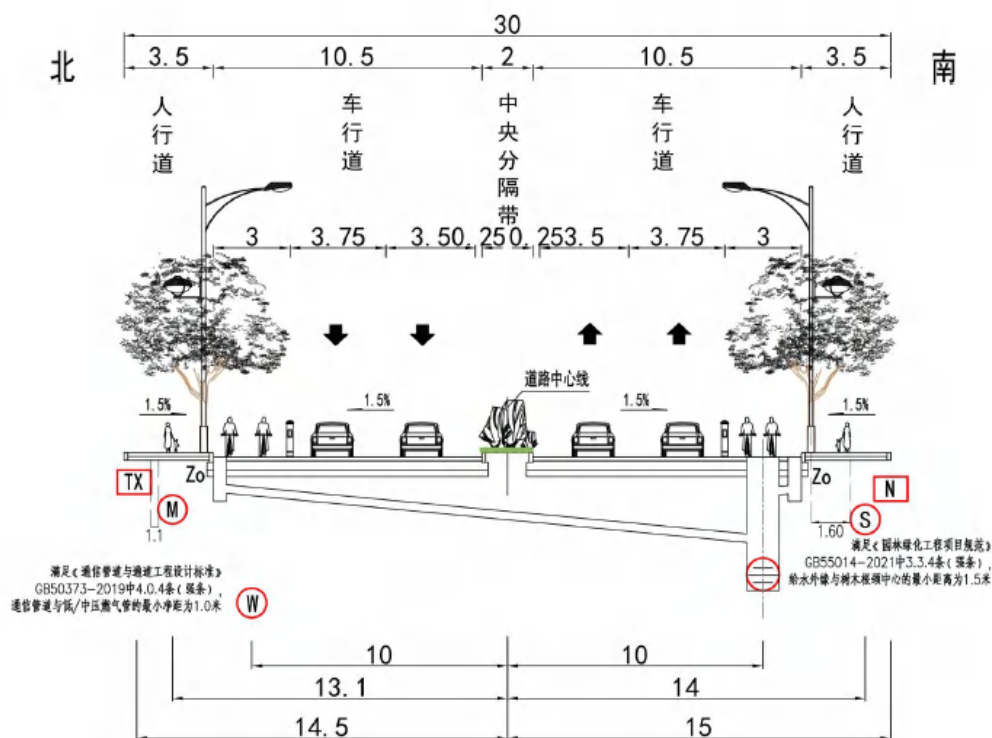 30
3.5 10.5 2 10.5 3.5
北 南
人行道 车行道 中央分隔带 车行道 人行道
3 3.75 3.50 250. 253.5 3.75 3
道路中心线
1.5% 1.5% 1.5% 1.5%
TX Zo Zo N
M S
1.1 1.60
满足《通信管道与通道工程设计标准》
GB50373-2019中4.0.4条(强条),
通信管道与低/中压燃气管的最小净距为1.0米
满足《园林绿化工程项目规范》
GB55014-2021中3.3.4条(强条),
给水外缘与树木根颈中心的最小距离为1.5米
W
10 10
13.1 14
14.5 15